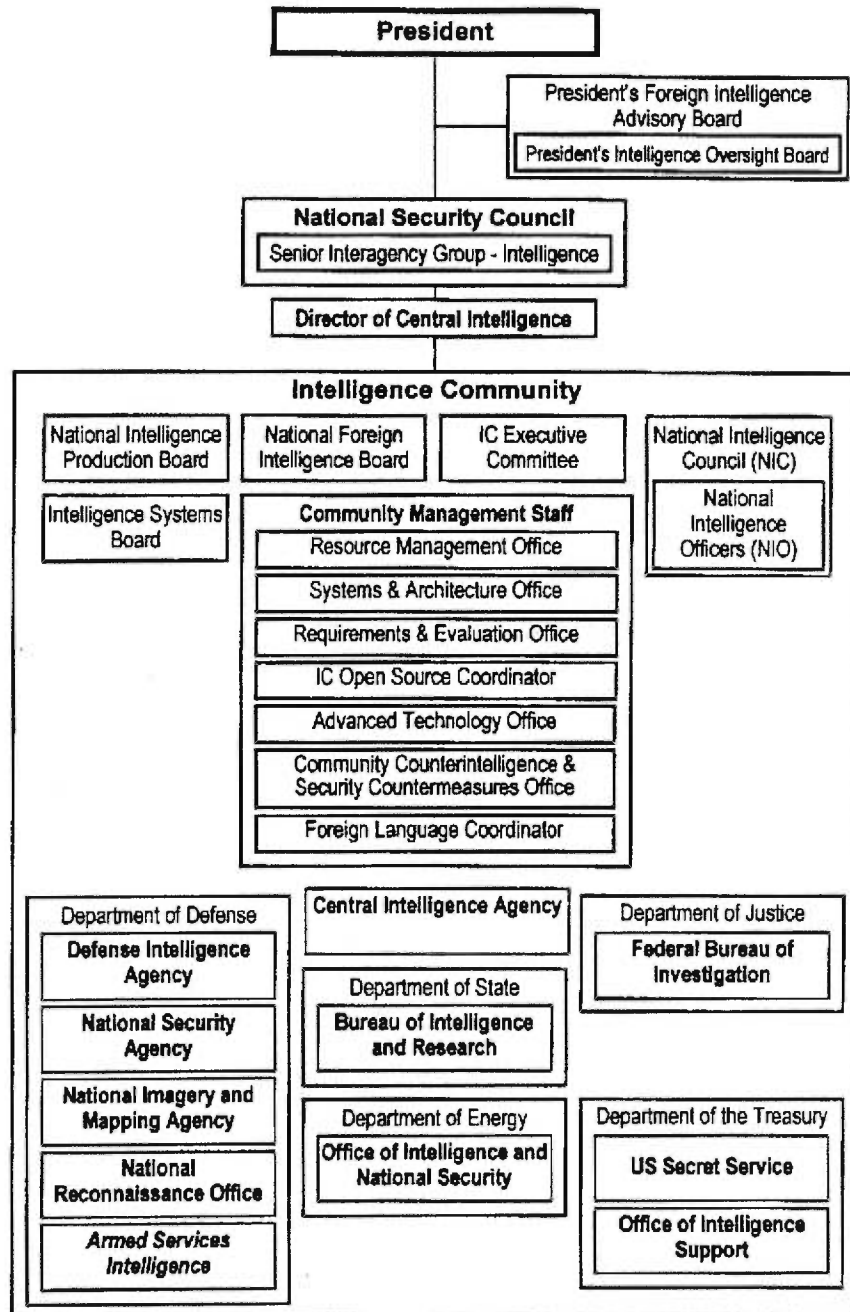 President
President's Foreign Intelligence
Advisory Board
President's Intelligence Oversight Board
National Security Council
Senior Interagency Group - Intelligence
Director of Central Intelligence
Intelligence Community
National Intelligence
Production Board
National Foreign
Intelligence Board
IC Executive
Committee
National Intelligence
Council (NIC)
National
Intelligence
Officers (NIO)
Intelligence Systems
Board
Community Management Staff
Resource Management Office
Systems & Architecture Office
Requirements & Evaluation Office
IC Open Source Coordinator
Advanced Technology Office
Community Counterintelligence &
Security Countermeasures Office
Foreign Language Coordinator
Department of Defense
Defense Intelligence
Agency
National Security
Agency
National Imagery and
Mapping Agency
National
Reconnaissance Office
Armed Services
Intelligence
Central Intelligence Agency
Department of State
Bureau of Intelligence
and Research
Department of Energy
Office of Intelligence and
National Security
Department of Justice
Federal Bureau of
Investigation
Department of the Treasury
US Secret Service
Office of Intelligence
Support